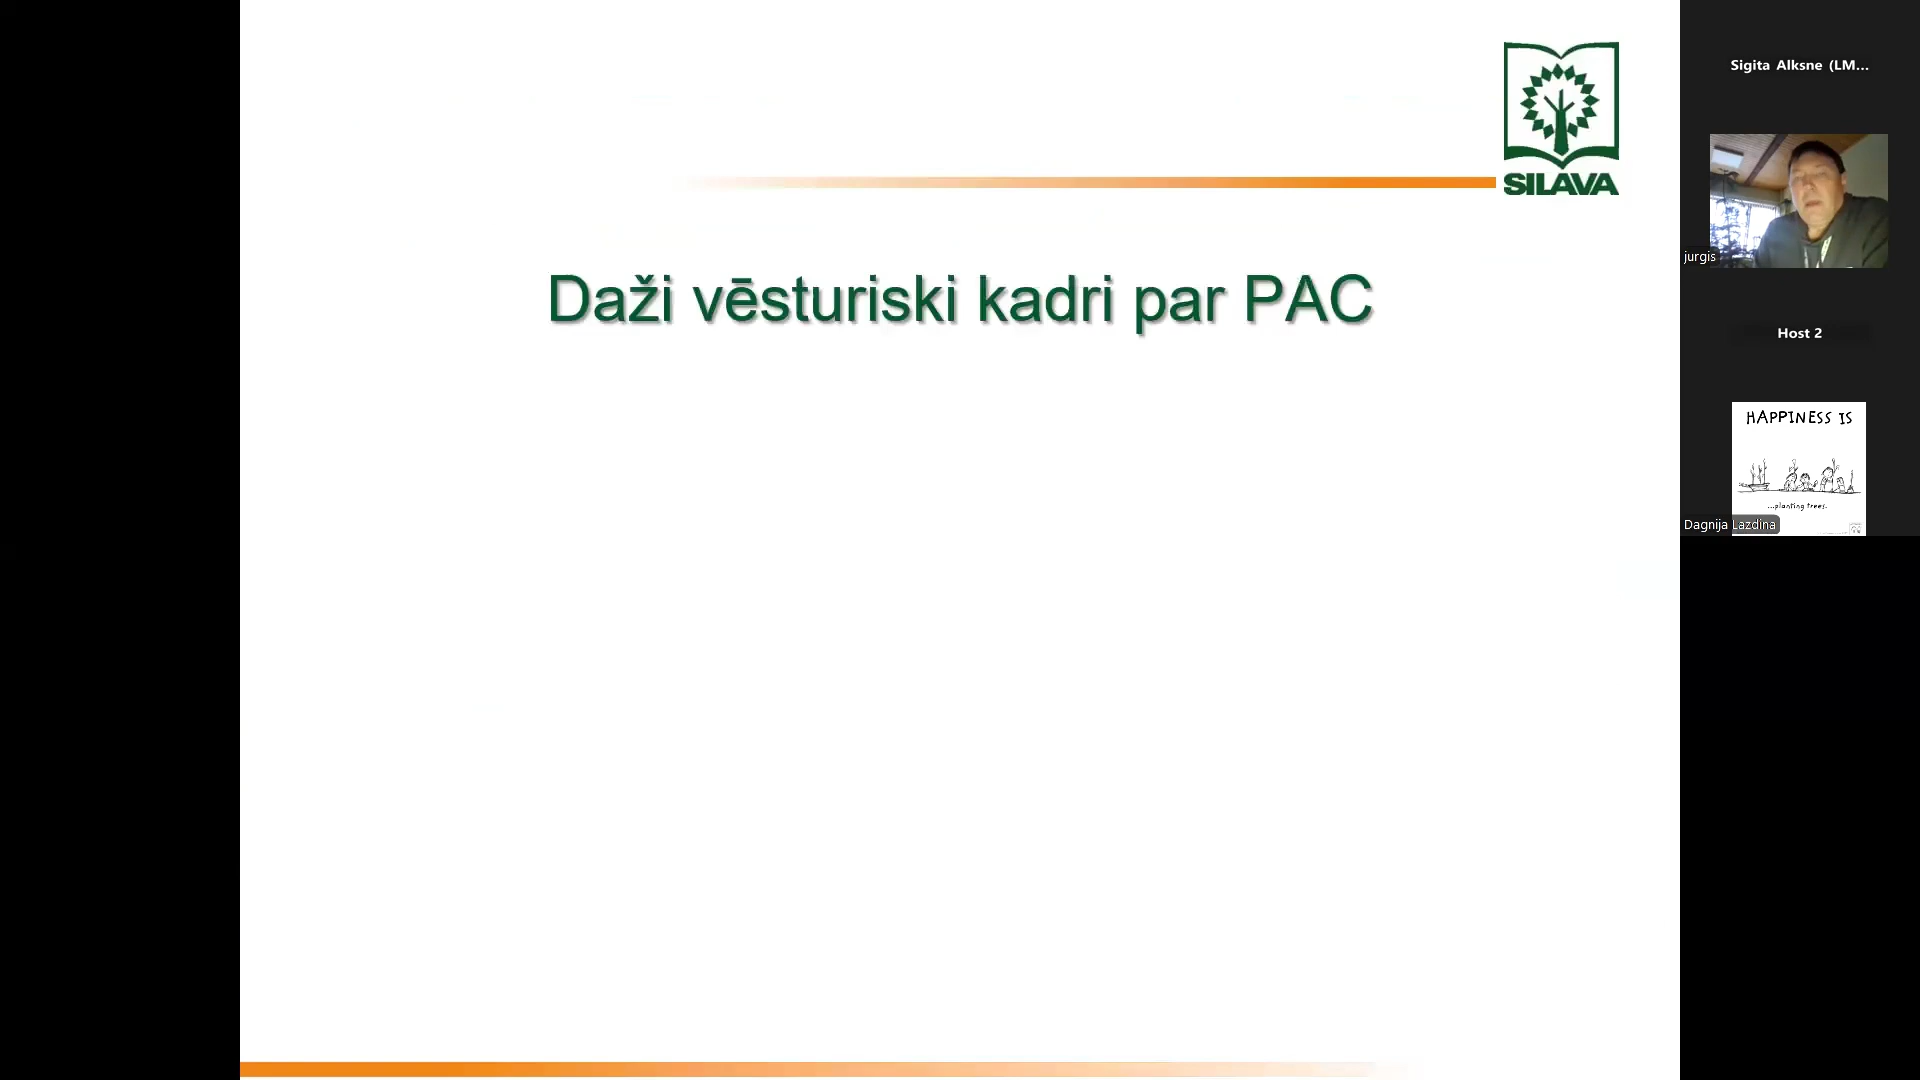 SILAVA
Daži vēsturiski kadri par PAC
Sigita Alksne (LM...
jurgis
Host 2
HAPPINESS IS
...planting trees.
Dagnija Lazdina